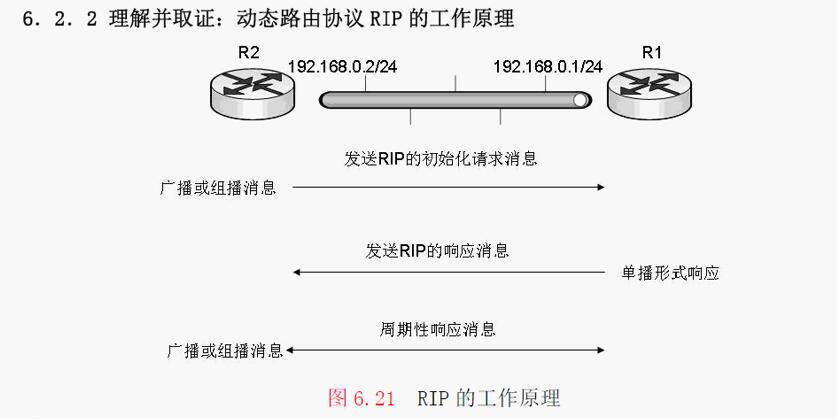 6．2．2 理解并取证：动态路由协议 RIP 的工作原理
R2
R1
192.168.0.2/24
192.168.0.1/24
发送RIP的初始化请求消息
广播或组播消息
发送RIP的响应消息
单播形式响应
周期性响应消息
广播或组播消息
图 6.21 RIP 的工作原理